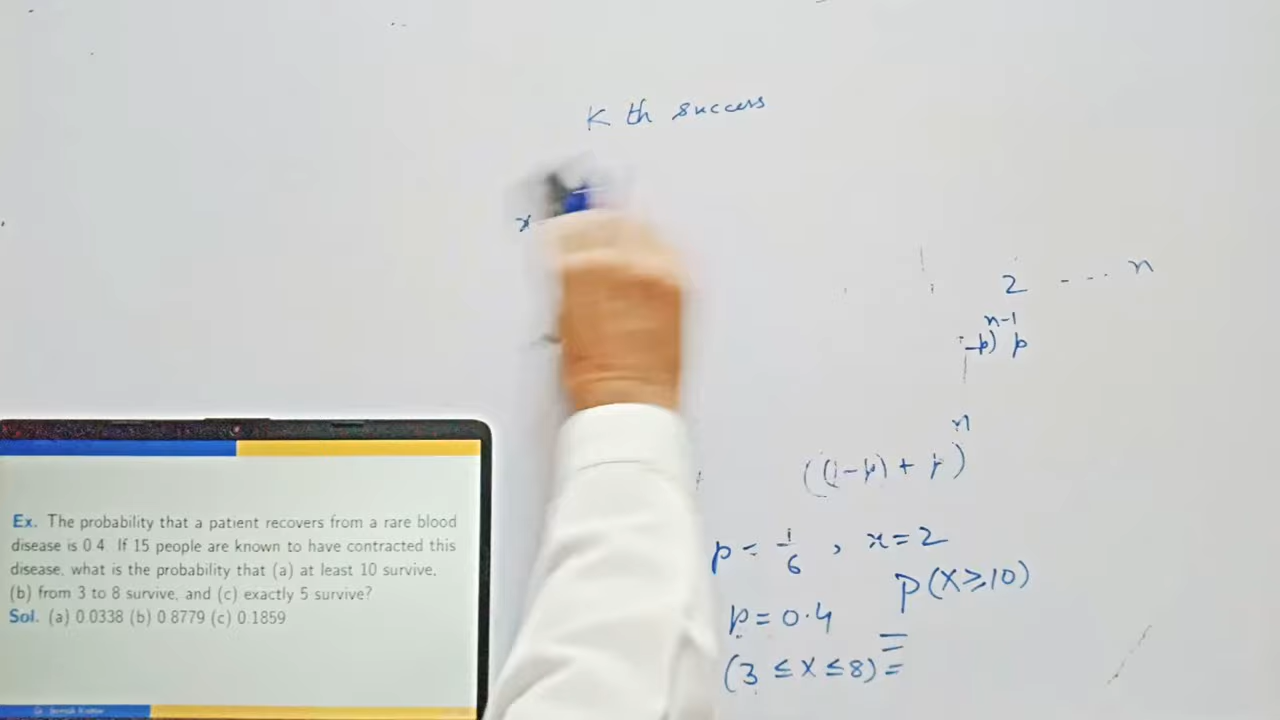 K th success
x
2 ---- n
n-1
-p) p
n
((1-p) + p)
p = 1/6 , x = 2
P(X≥10)
p = 0.4
(3 ≤ X ≤ 8) =
Ex. The probability that a patient recovers from a rare blood
disease is 0.4. If 15 people are known to have contracted this
disease, what is the probability that (a) at least 10 survive,
(b) from 3 to 8 survive, and (c) exactly 5 survive?
Sol. (a) 0.0338 (b) 0.8779 (c) 0.1859